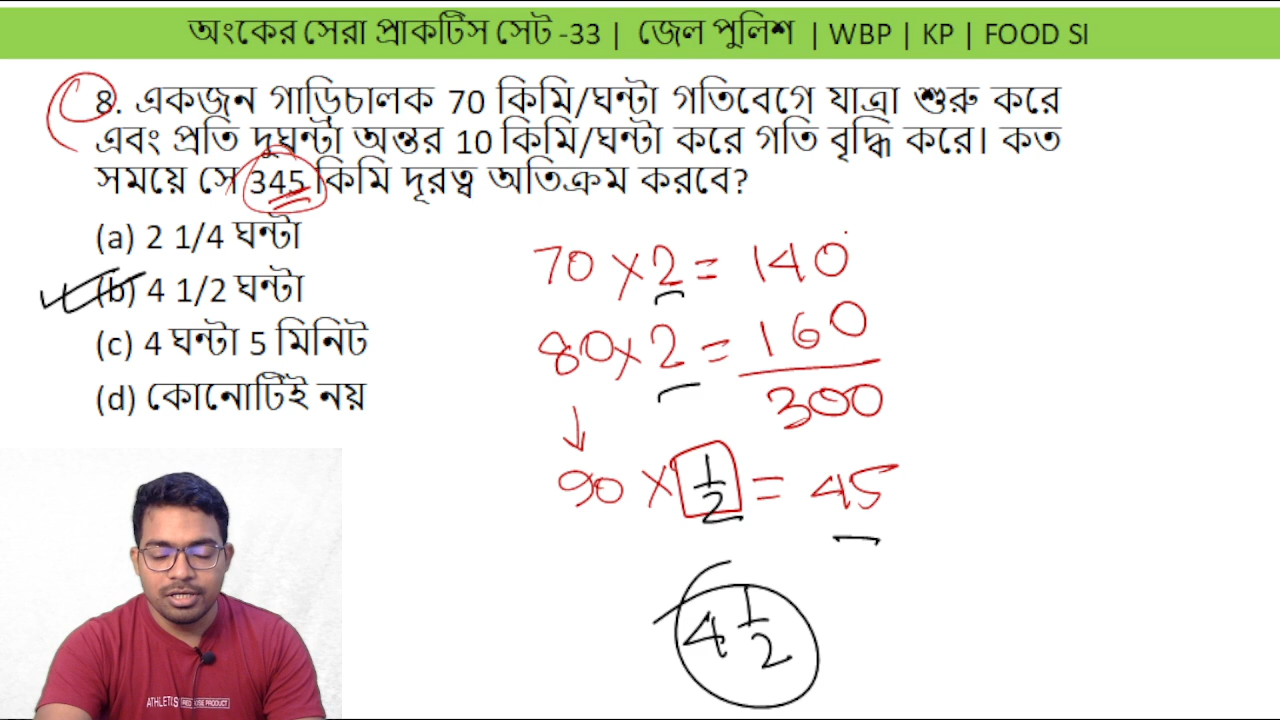 অংকের সেরা প্রাকটিস সেট -33 | জেল পুলিশ | WBP | KP | FOOD SI
8. একজন গাড়িচালক 70 কিমি/ঘন্টা গতিবেগে যাত্রা শুরু করে
এবং প্রতি দুঘন্টা অন্তর 10 কিমি/ঘন্টা করে গতি বৃদ্ধি করে। কত
সময়ে সে 345 কিমি দূরত্ব অতিক্রম করবে?
(a) 2 1/4 ঘন্টা
(b) 4 1/2 ঘন্টা
(c) 4 ঘন্টা 5 মিনিট
(d) কোনোটিই নয়
70 × 2 = 140
80 × 2 = 160
300
90 × 1/2 = 45
4 1/2
ATHLETIS